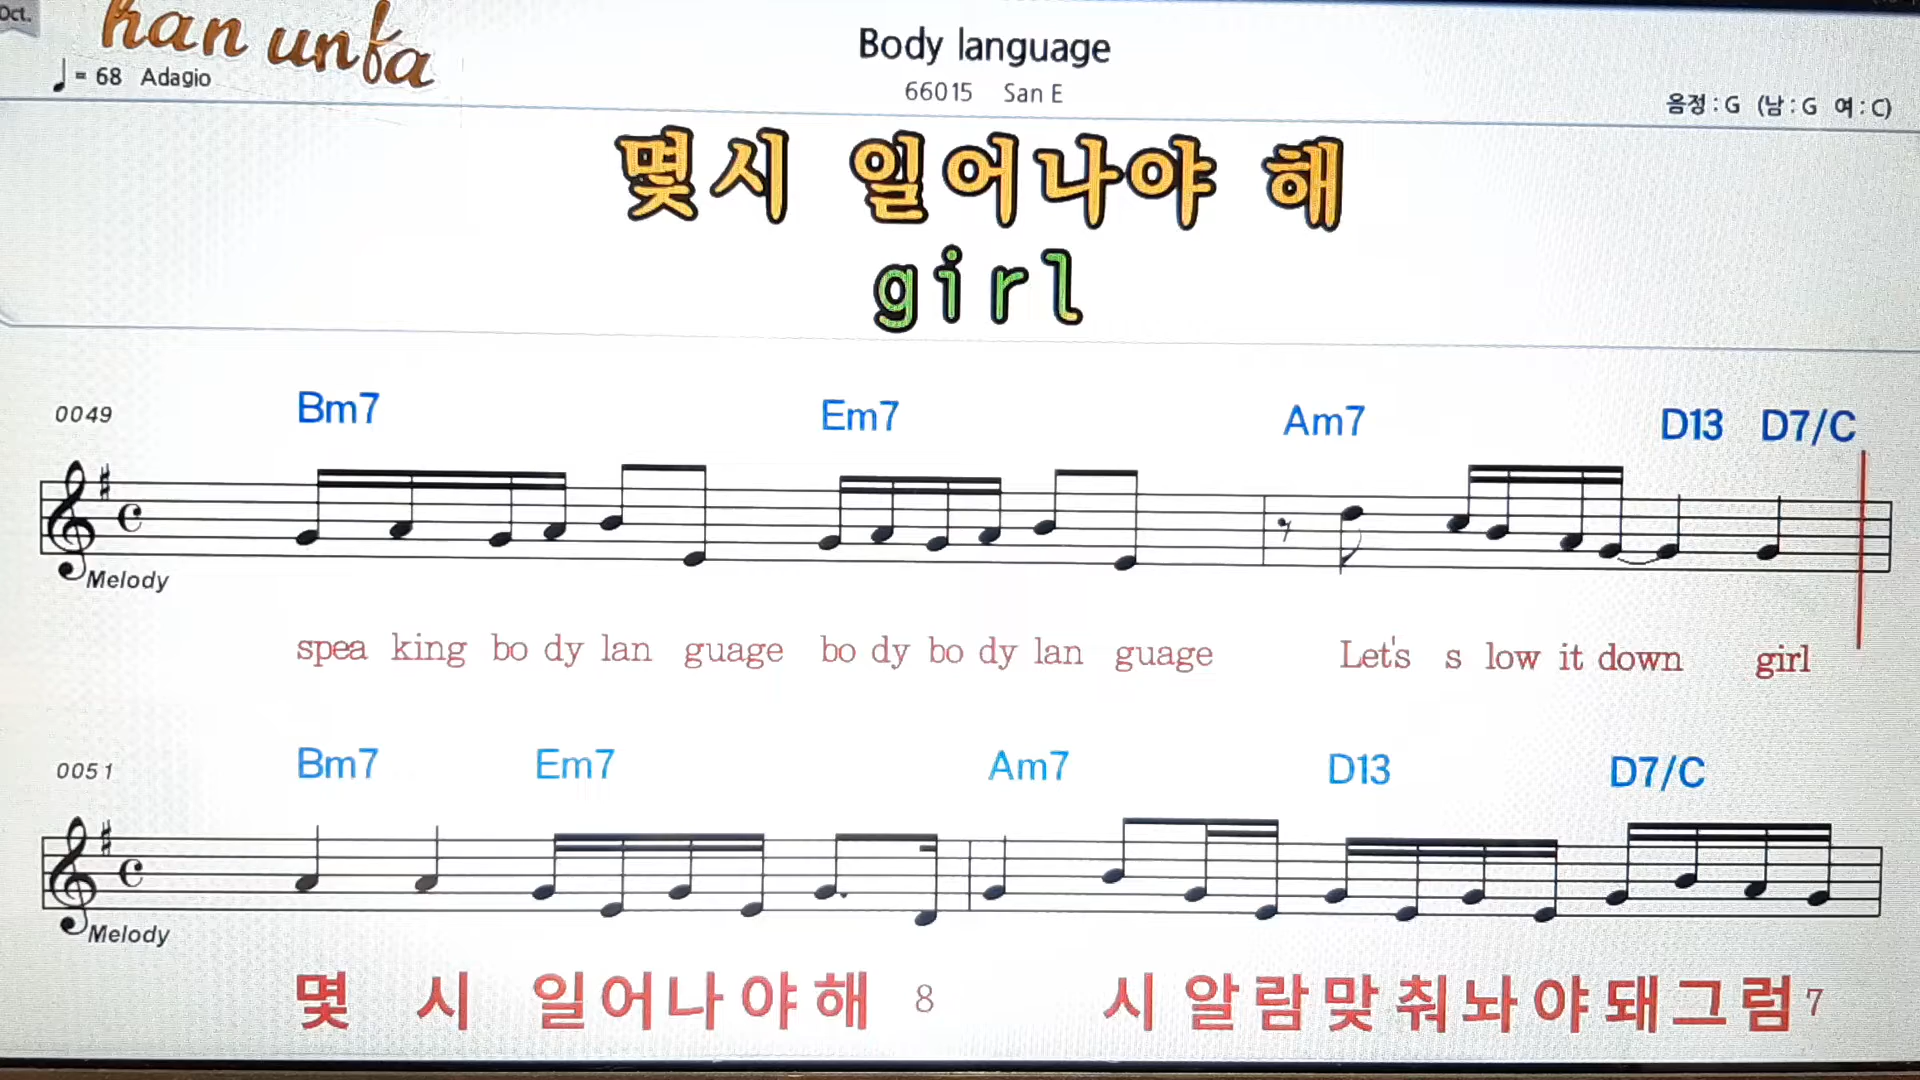 Oct.
han unfa
Body language
= 68 Adagio
66015 San E
음정 : G (남 : G 여 : C)
몇시 일어나야 해
girl
0049 Bm7 Em7 Am7 D13 D7/C
Melody
spea king bo dy lan guage bo dy bo dy lan guage Let's s low it down girl
0051 Bm7 Em7 Am7 D13 D7/C
Melody
몇 시 일어나야해 8 시 알람맞춰놔야돼그럼 7